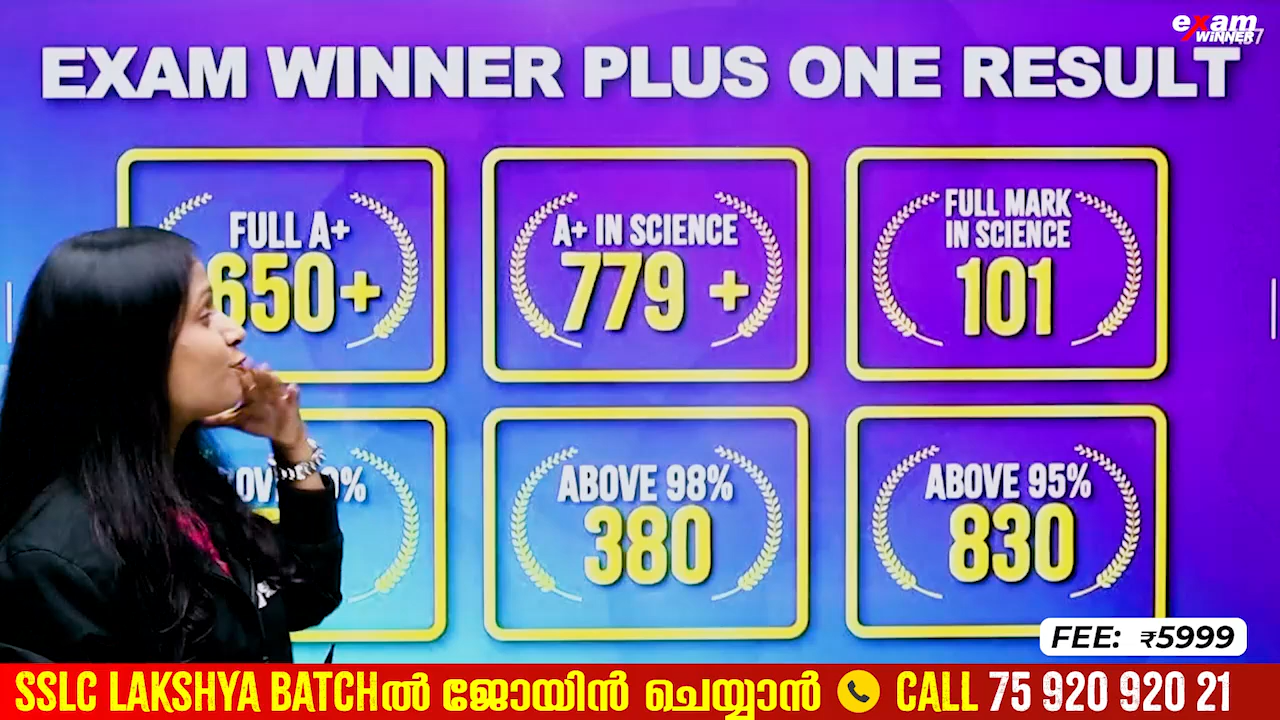 exam
WINNER
EXAM WINNER PLUS ONE RESULT
FULL A+
650+
A+ IN SCIENCE
779 +
FULL MARK
IN SCIENCE
101
ABOVE 98%
380
ABOVE 95%
830
FEE: ₹5999
SSLC LAKSHYA BATCHൽ ജോയിൻ ചെയ്യാൻ CALL 75 920 920 21